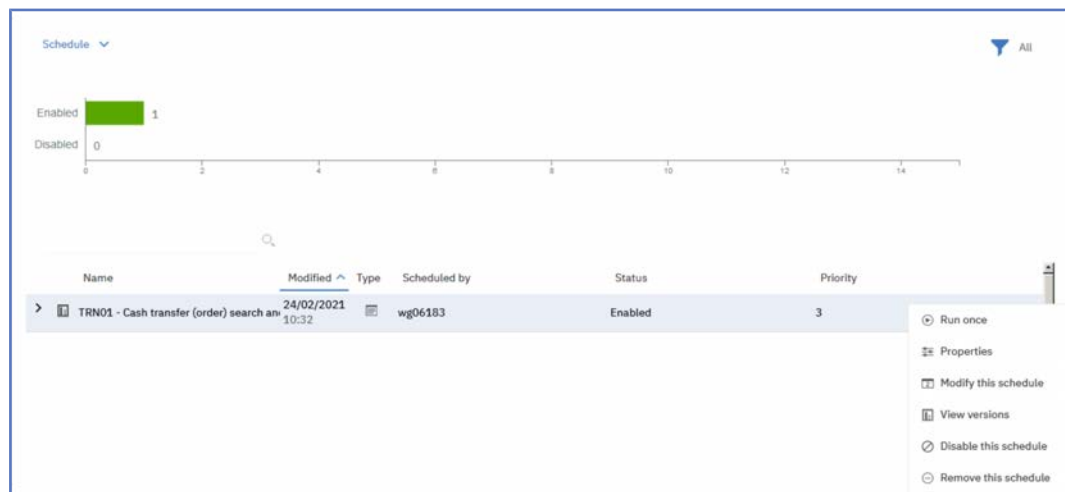 Schedule
All
Enabled 1
Disabled 0
0 2 4 6 8 10 12 14
Name Modified Type Scheduled by Status Priority
TRN01 - Cash transfer (order) search an 24/02/2021 10:32 wg06183 Enabled 3
Run once
Properties
Modify this schedule
View versions
Disable this schedule
Remove this schedule